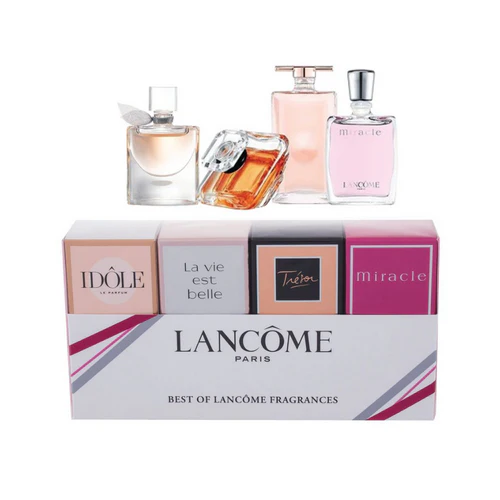 miracle
LANCÔME
IDÔLE
LE PARFUM
La vie
est
belle
Trésor
miracle
LANCÔME
PARIS
BEST OF LANCÔME FRAGRANCES